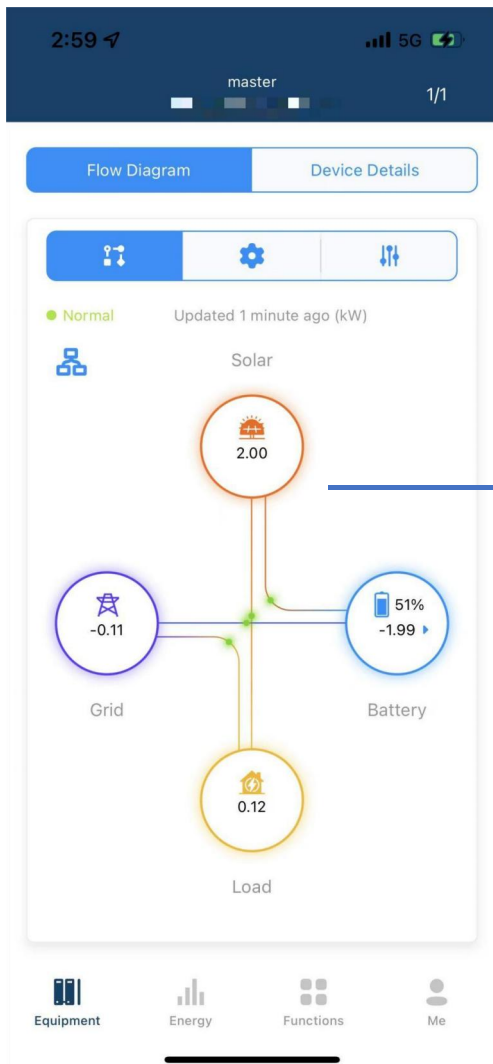 2:59
5G
master
1/1
Flow Diagram
Device Details
Normal
Updated 1 minute ago (kW)
Solar
2.00
51%
-0.11
-1.99
Grid
Battery
0.12
Load
Equipment
Energy
Functions
Me